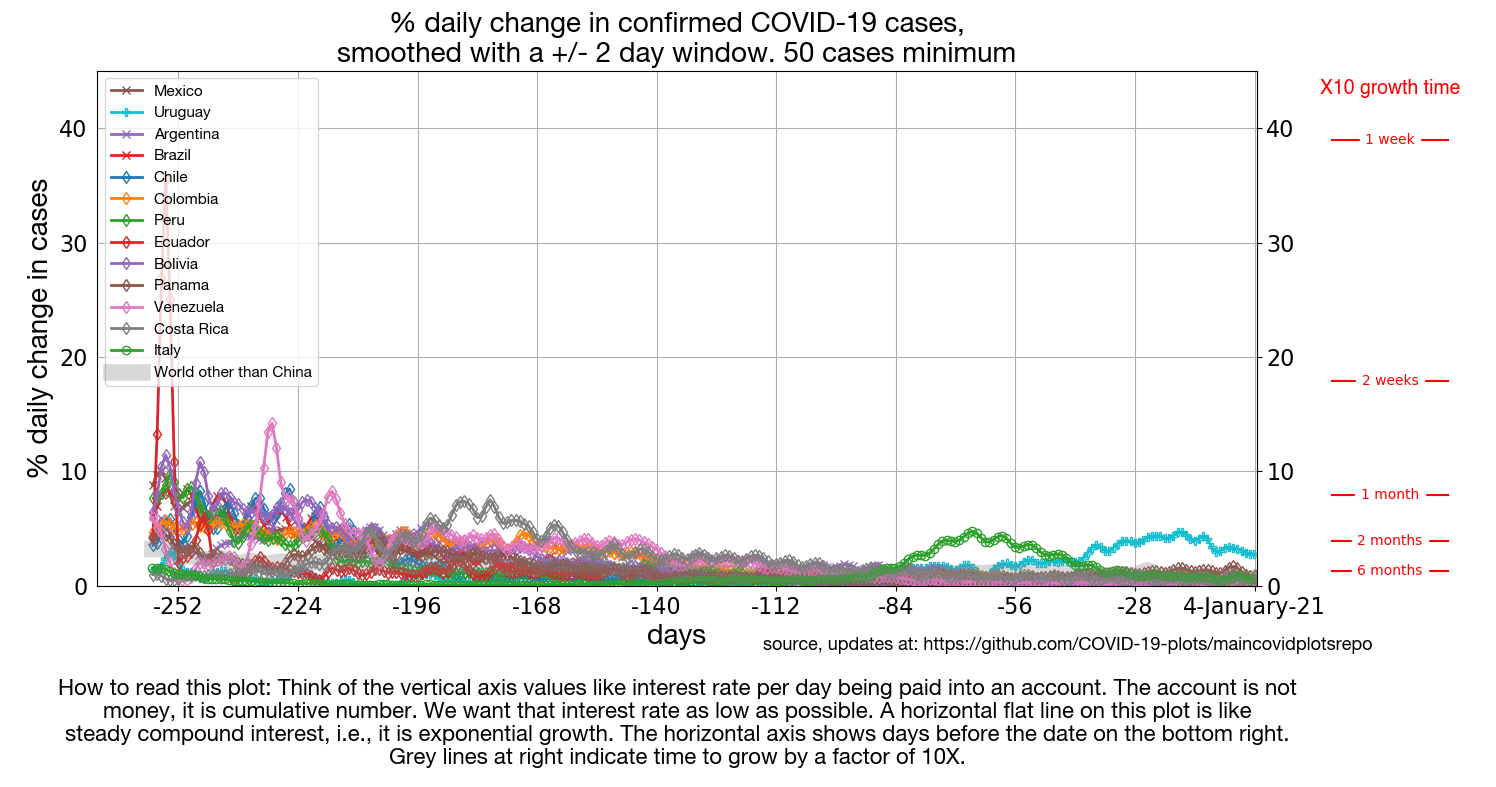 % daily change in confirmed COVID-19 cases,
smoothed with a +/- 2 day window. 50 cases minimum
X10 growth time
Mexico
Uruguay
Argentina
Brazil
Chile
Colombia
Peru
Ecuador
Bolivia
Panama
Venezuela
Costa Rica
Italy
World other than China
% daily change in cases
40
30
20
10
0
40
30
20
10
0
1 week
2 weeks
1 month
2 months
6 months
-252 -224 -196 -168 -140 -112 -84 -56 -28 4-January-21
days
source, updates at: https://github.com/COVID-19-plots/maincovidplotsrepo
How to read this plot: Think of the vertical axis values like interest rate per day being paid into an account. The account is not
money, it is cumulative number. We want that interest rate as low as possible. A horizontal flat line on this plot is like
steady compound interest, i.e., it is exponential growth. The horizontal axis shows days before the date on the bottom right.
Grey lines at right indicate time to grow by a factor of 10X.